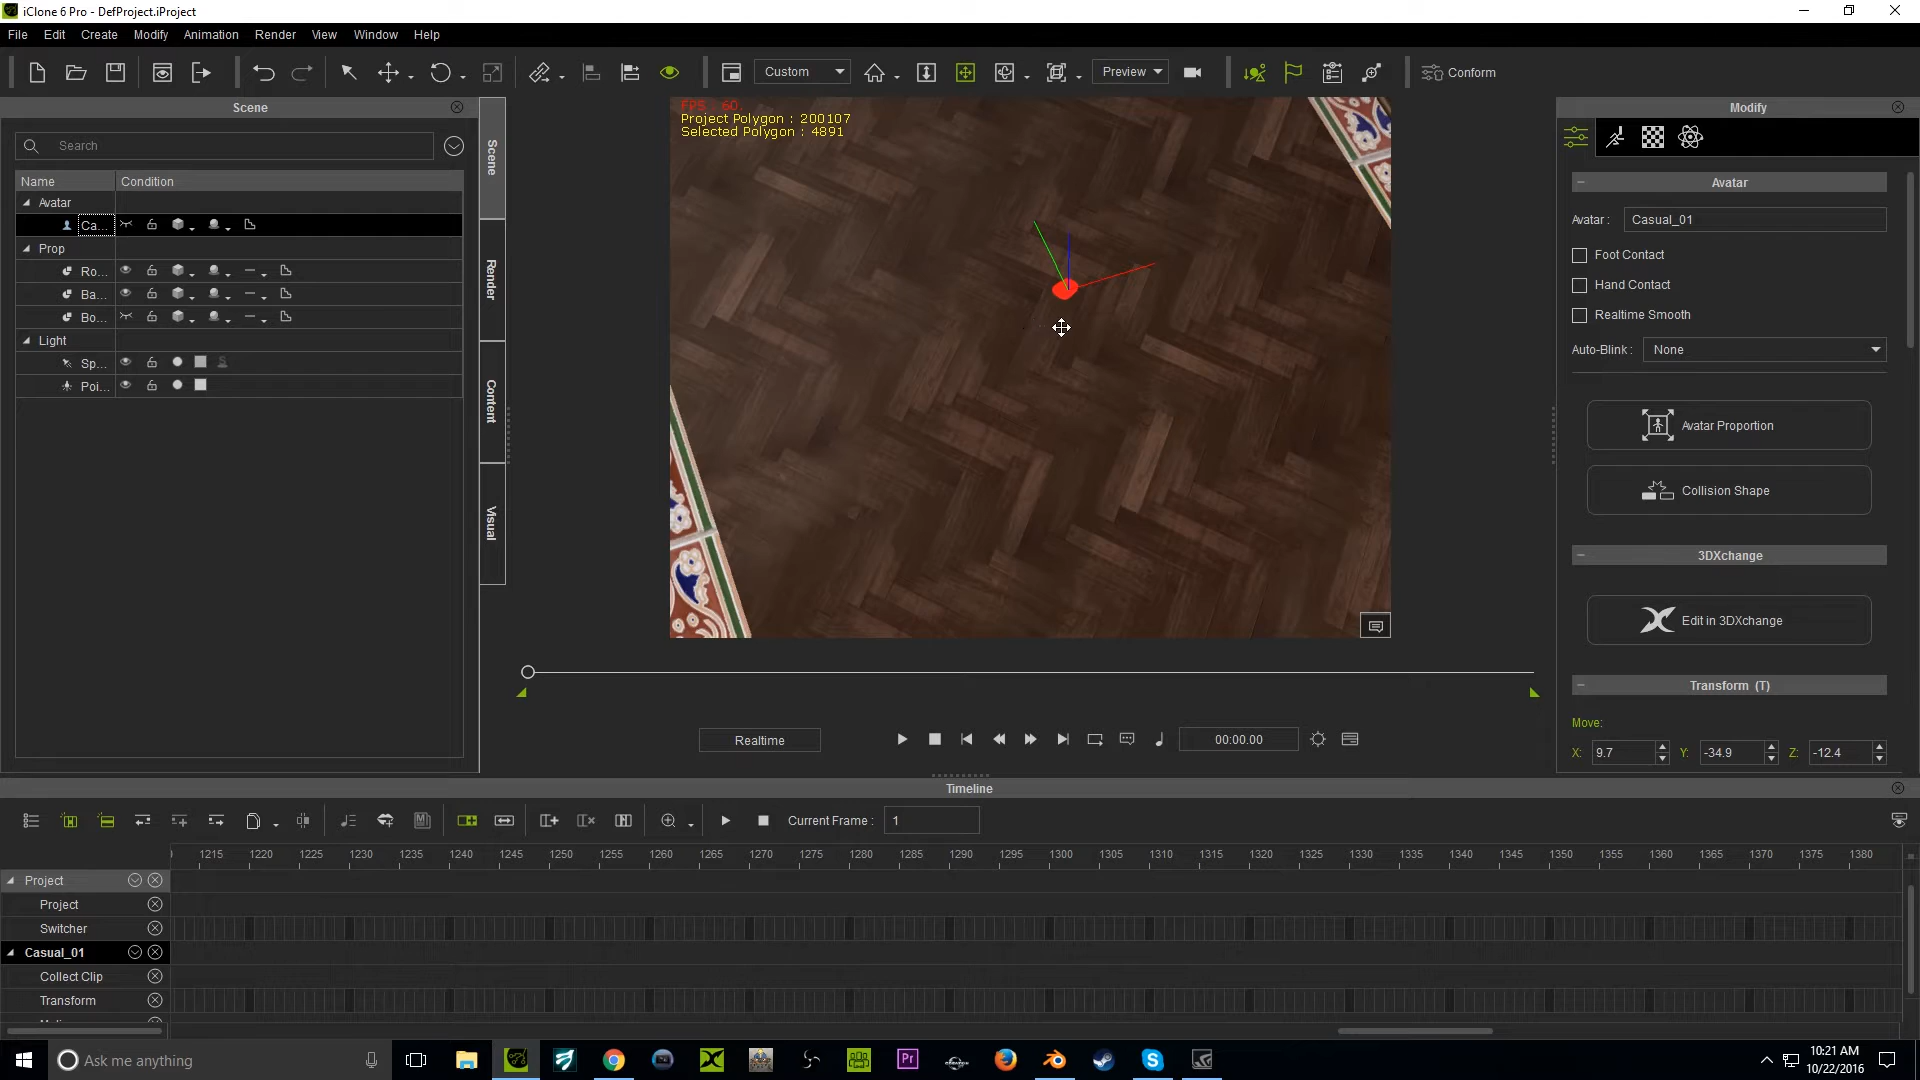 iClone 6 Pro - DefProject.iProject
File Edit Create Modify Animation Render View Window Help
Custom Preview Conform
Scene
Search
Name Condition
Avatar
Ca...
Prop
Ro...
Ba...
Bo...
Light
Sp...
Poi...
Scene
Render
Content
Visual
FPS : 60.
Project Polygon : 200107
Selected Polygon : 4891
Realtime
00:00.00
Modify
Avatar
Avatar : Casual_01
Foot Contact
Hand Contact
Realtime Smooth
Auto-Blink : None
Avatar Proportion
Collision Shape
3DXchange
Edit in 3DXchange
Transform (T)
Move:
X: 9.7 Y: -34.9 Z: -12.4
Timeline
Current Frame : 1
1215 1220 1225 1230 1235 1240 1245 1250 1255 1260 1265 1270 1275 1280 1285 1290 1295 1300 1305 1310 1315 1320 1325 1330 1335 1340 1345 1350 1355 1360 1365 1370 1375 1380
Project
Project
Switcher
Casual_01
Collect Clip
Transform
Ask me anything
Pr
10:21 AM
10/22/2016